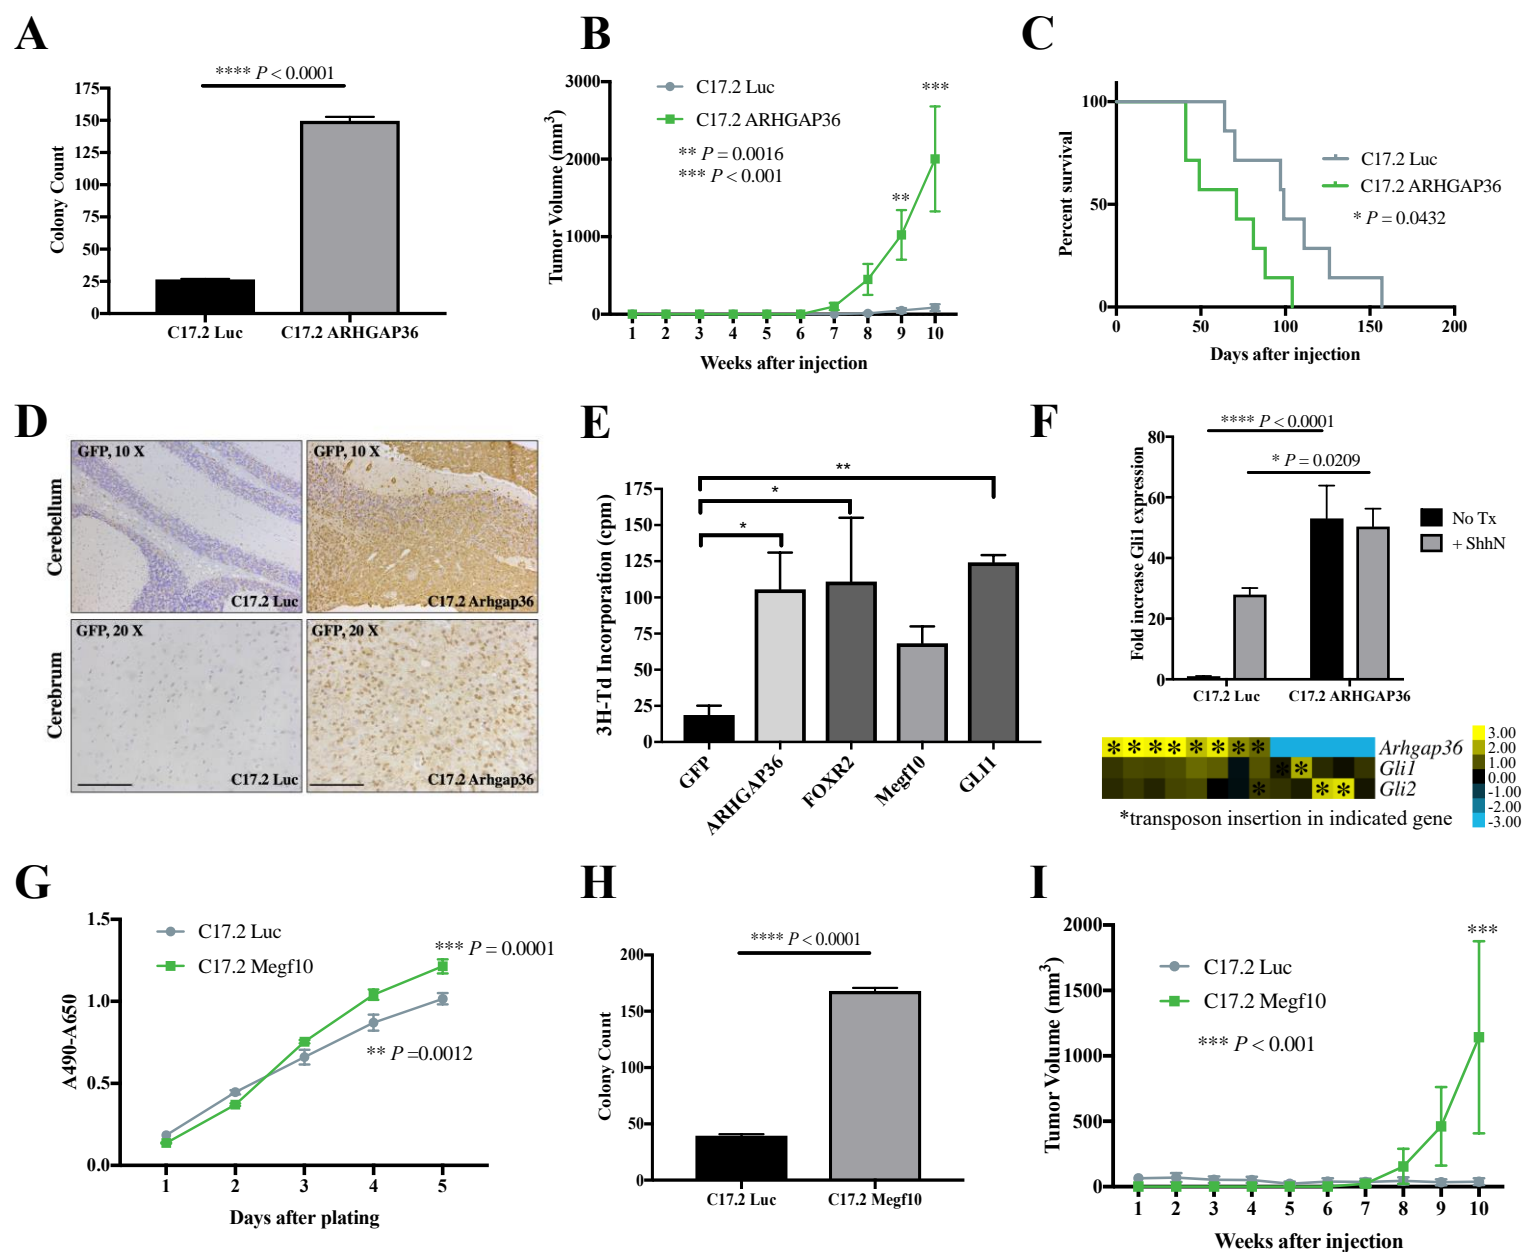 A
**** P < 0.0001
175
150
125
100
75
50
25
0
Colony Count
C17.2 Luc
C17.2 ARHGAP36
B
3000
2000
1000
0
Tumor Volume (mm3)
C17.2 Luc
C17.2 ARHGAP36
** P = 0.0016
*** P < 0.001
**
***
1 2 3 4 5 6 7 8 9 10
Weeks after injection
C
100
50
0
Percent survival
C17.2 Luc
C17.2 ARHGAP36
* P = 0.0432
0 50 100 150 200
Days after injection
D
Cerebellum
GFP, 10 X
C17.2 Luc
GFP, 10 X
C17.2 Arhgap36
Cerebrum
GFP, 20 X
C17.2 Luc
GFP, 20 X
C17.2 Arhgap36
E
**
*
*
175
150
125
100
75
50
25
0
3H-Td Incorporation (cpm)
GFP
ARHGAP36
FOXR2
Megf10
GLI1
F
**** P < 0.0001
* P = 0.0209
80
60
40
20
0
Fold increase Gli1 expression
No Tx
+ ShhN
C17.2 Luc
C17.2 ARHGAP36
* * * * * * * * Arhgap36
* * Gli1
* * * Gli2
3.00
2.00
1.00
0.00
-1.00
-2.00
-3.00
*transposon insertion in indicated gene
G
1.5
1.0
0.5
0.0
A490-A650
C17.2 Luc
C17.2 Megf10
*** P = 0.0001
** P =0.0012
1 2 3 4 5
Days after plating
H
**** P < 0.0001
200
150
100
50
0
Colony Count
C17.2 Luc
C17.2 Megf10
I
2000
1500
1000
500
0
Tumor Volume (mm3)
C17.2 Luc
C17.2 Megf10
*** P < 0.001
***
1 2 3 4 5 6 7 8 9 10
Weeks after injection